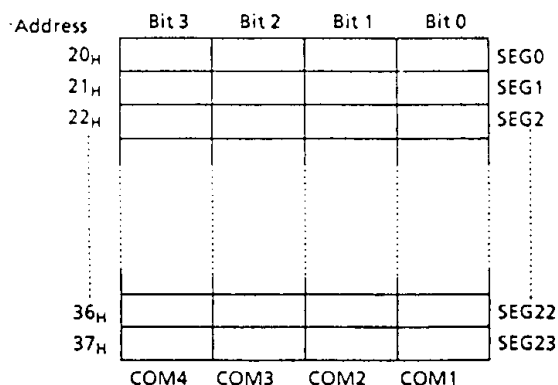 Address Bit 3 Bit 2 Bit 1 Bit 0
20H SEG0
21H SEG1
22H SEG2
36H SEG22
37H SEG23
COM4 COM3 COM2 COM1